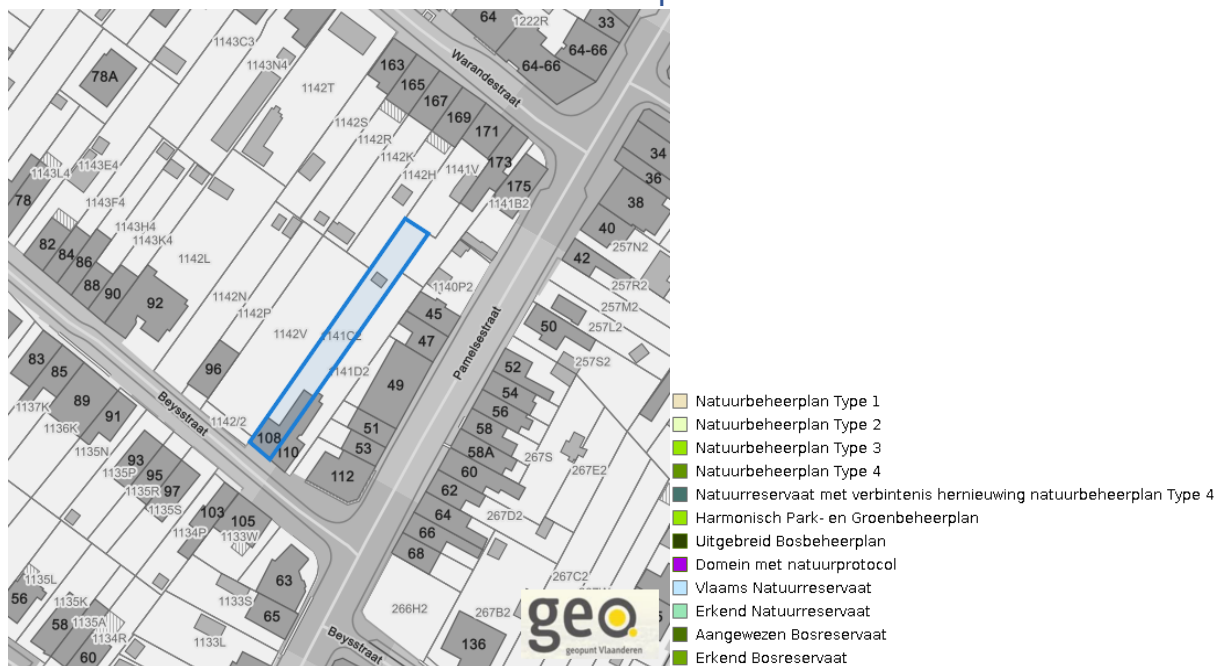 64
1222R
33
64-66
64-66
1143C3
1143N4
78A
1142T
Warandestraat
163
165
167
169
171
173
175
1142S
1142R
1142K
1142H
1141V
1141B2
34
36
38
40
42
257N2
257R2
257M2
257L2
257S2
1143L4
1143E4
1143F4
1143H4
1143K4
78
82
84
86
88
90
92
1142L
1142N
1142P
1142V
1141C2
1141D2
1140P2
45
47
49
51
53
50
52
54
56
58
58A
60
62
64
66
68
Pamelsestraat
83
85
89
91
96
Beysstraat
1142/2
108
110
112
1137K
1136K
1135N
1135P
1135R
1135S
93
95
97
103
105
1134P
1133W
1133S
63
65
267S
267E2
267D2
267C2
267B2
266H2
136
1135L
1135K
1135A
1134R
1133L
56
58
60
Beysstraat
geo.
geopunt Vlaanderen
Natuurbeheerplan Type 1
Natuurbeheerplan Type 2
Natuurbeheerplan Type 3
Natuurbeheerplan Type 4
Natuurreservaat met verbintenis hernieuwing natuurbeheerplan Type 4
Harmonisch Park- en Groenbeheerplan
Uitgebreid Bosbeheerplan
Domein met natuurprotocol
Vlaams Natuurreservaat
Erkend Natuurreservaat
Aangewezen Bosreservaat
Erkend Bosreservaat